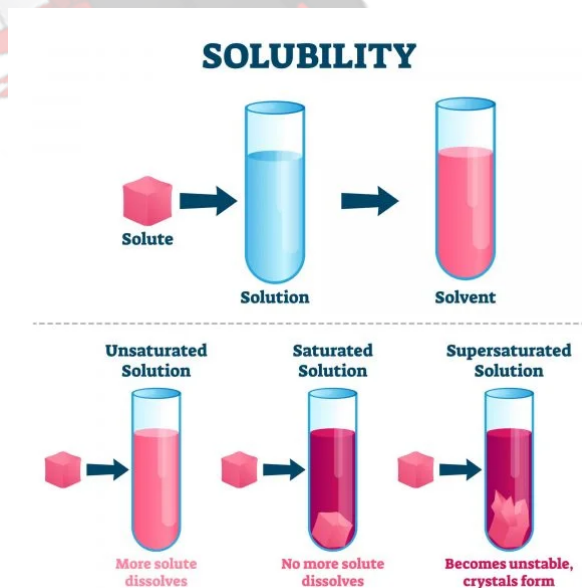 SOLUBILITY
Solute
Solution
Solvent
Unsaturated
Solution
Saturated
Solution
Supersaturated
Solution
More solute
dissolves
No more solute
dissolves
Becomes unstable,
crystals form